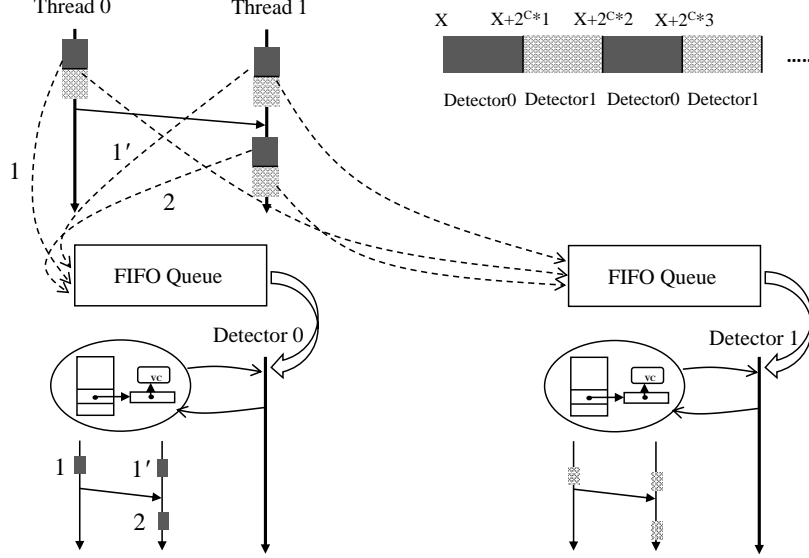 Thread 0
Thread 1
X
X+2^C*1
X+2^C*2
X+2^C*3
.....
Detector0
Detector1
Detector0
Detector1
1
1′
2
FIFO Queue
FIFO Queue
Detector 0
Detector 1
VC
VC
1
1′
2